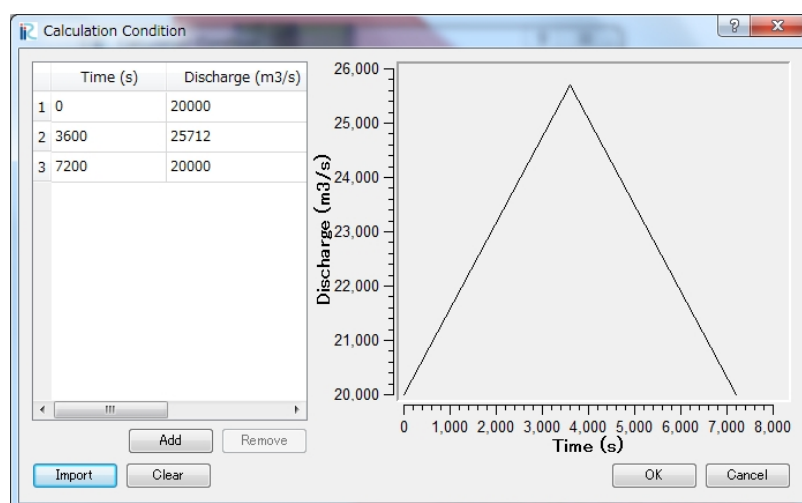 iRiC Calculation Condition
Time (s) Discharge (m3/s)
1 0 20000
2 3600 25712
3 7200 20000
Add Remove
Import Clear
Discharge (m3/s)
26,000
25,000
24,000
23,000
22,000
21,000
20,000
0 1,000 2,000 3,000 4,000 5,000 6,000 7,000 8,000
Time (s)
OK Cancel